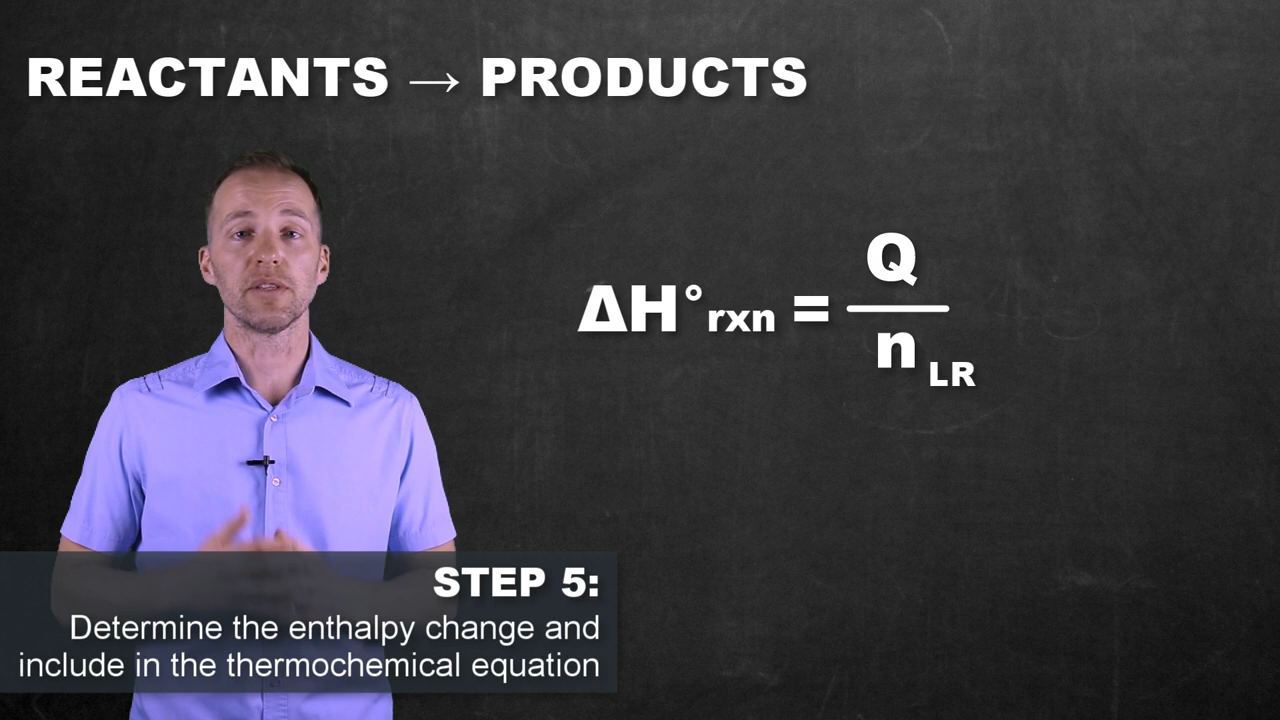 REACTANTS → PRODUCTS
ΔH°rxn = Q
n LR
STEP 5:
Determine the enthalpy change and
include in the thermochemical equation